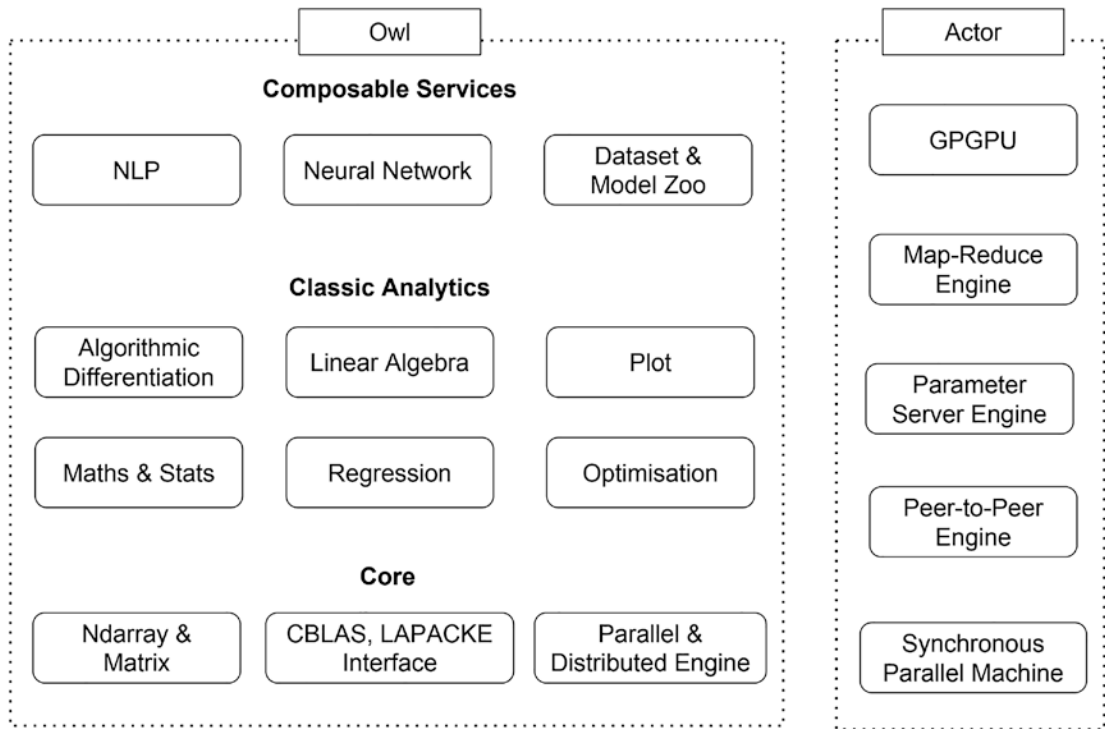 Owl
Composable Services
NLP
Neural Network
Dataset &
Model Zoo
Classic Analytics
Algorithmic
Differentiation
Linear Algebra
Plot
Maths & Stats
Regression
Optimisation
Core
Ndarray &
Matrix
CBLAS, LAPACKE
Interface
Parallel &
Distributed Engine
Actor
GPGPU
Map-Reduce
Engine
Parameter
Server Engine
Peer-to-Peer
Engine
Synchronous
Parallel Machine